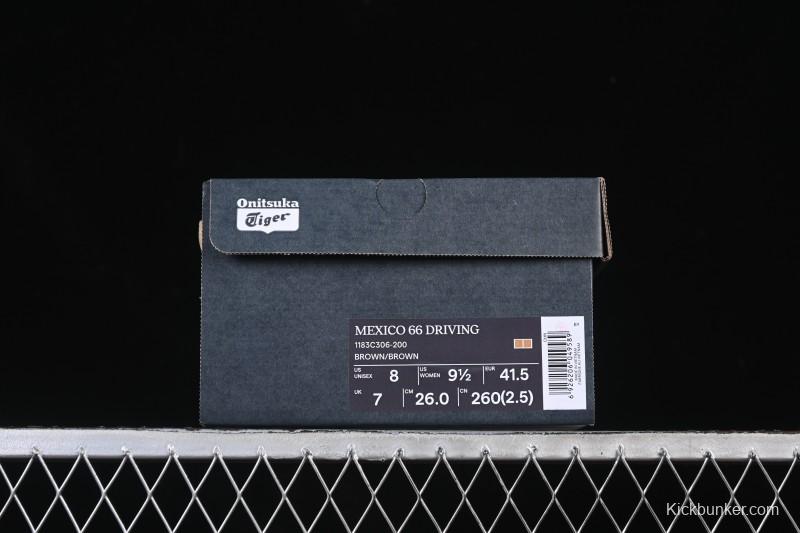 Onitsuka
Tiger
MEXICO 66 DRIVING
1183C306-200
BROWN/BROWN
US UNISEX 8 US WOMEN 9½ EUR 41.5
UK 7 CM 26.0 CN 260(2.5)
Kickbunker.com